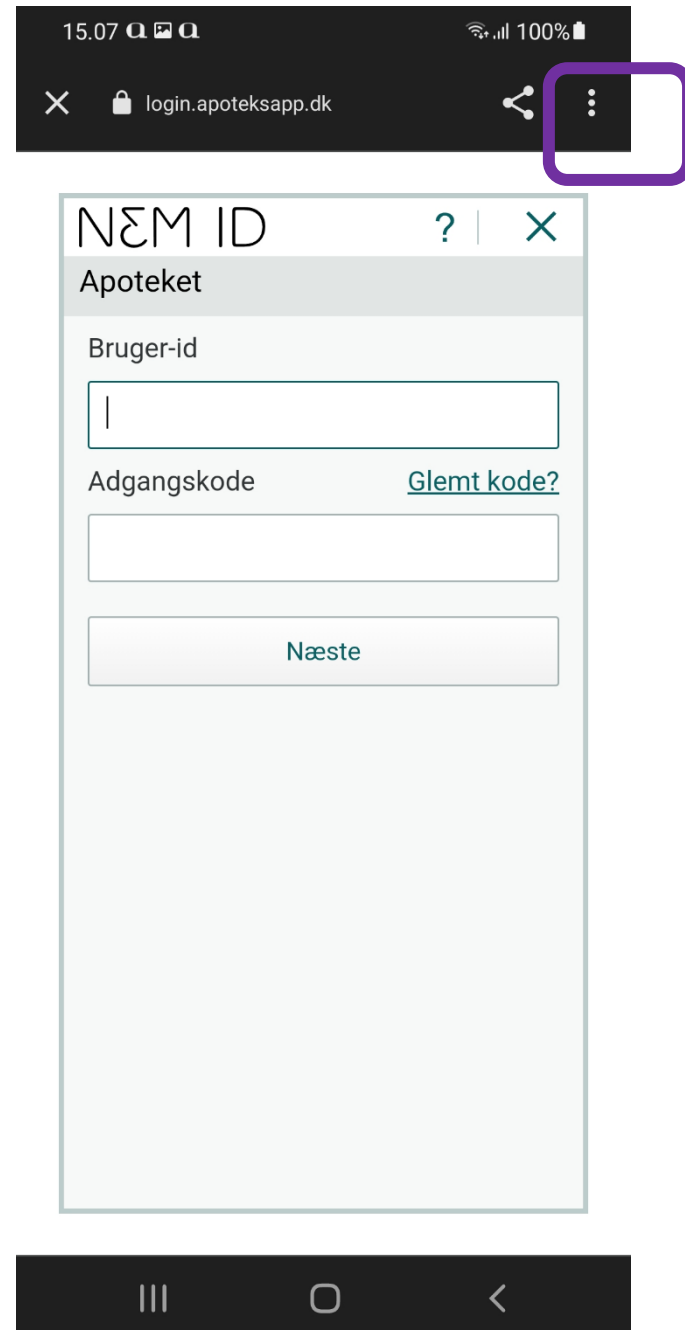 15.07 a a 100%
login.apoteksapp.dk
NEM ID ?
Apoteket
Bruger-id
Adgangskode Glemt kode?
Næste